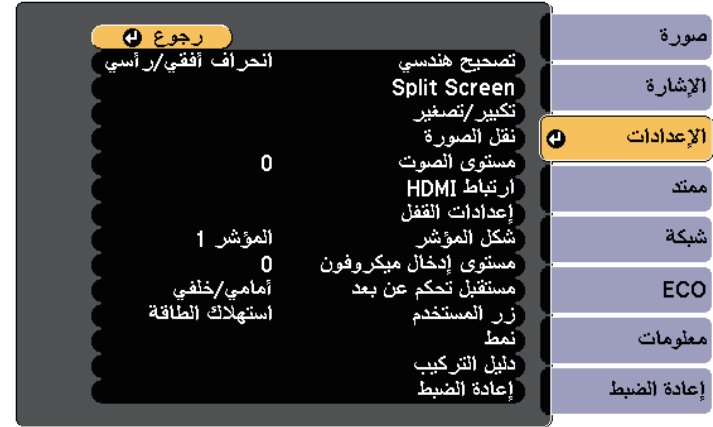 صورة
الإشارة
الإعدادات
ممتد
شبكة
ECO
معلومات
إعادة الضبط
رجوع
تصحيح هندسي انحراف أفقي/رأسي
Split Screen
تكبير/تصغير
نقل الصورة
مستوى الصوت 0
ارتباط HDMI
إعدادات القفل
شكل المؤشر المؤشر 1
مستوى إدخال ميكروفون 0
مستقبل تحكم عن بعد أمامي/خلفي
زر المستخدم استهلاك الطاقة
نمط
دليل التركيب
إعادة الضبط